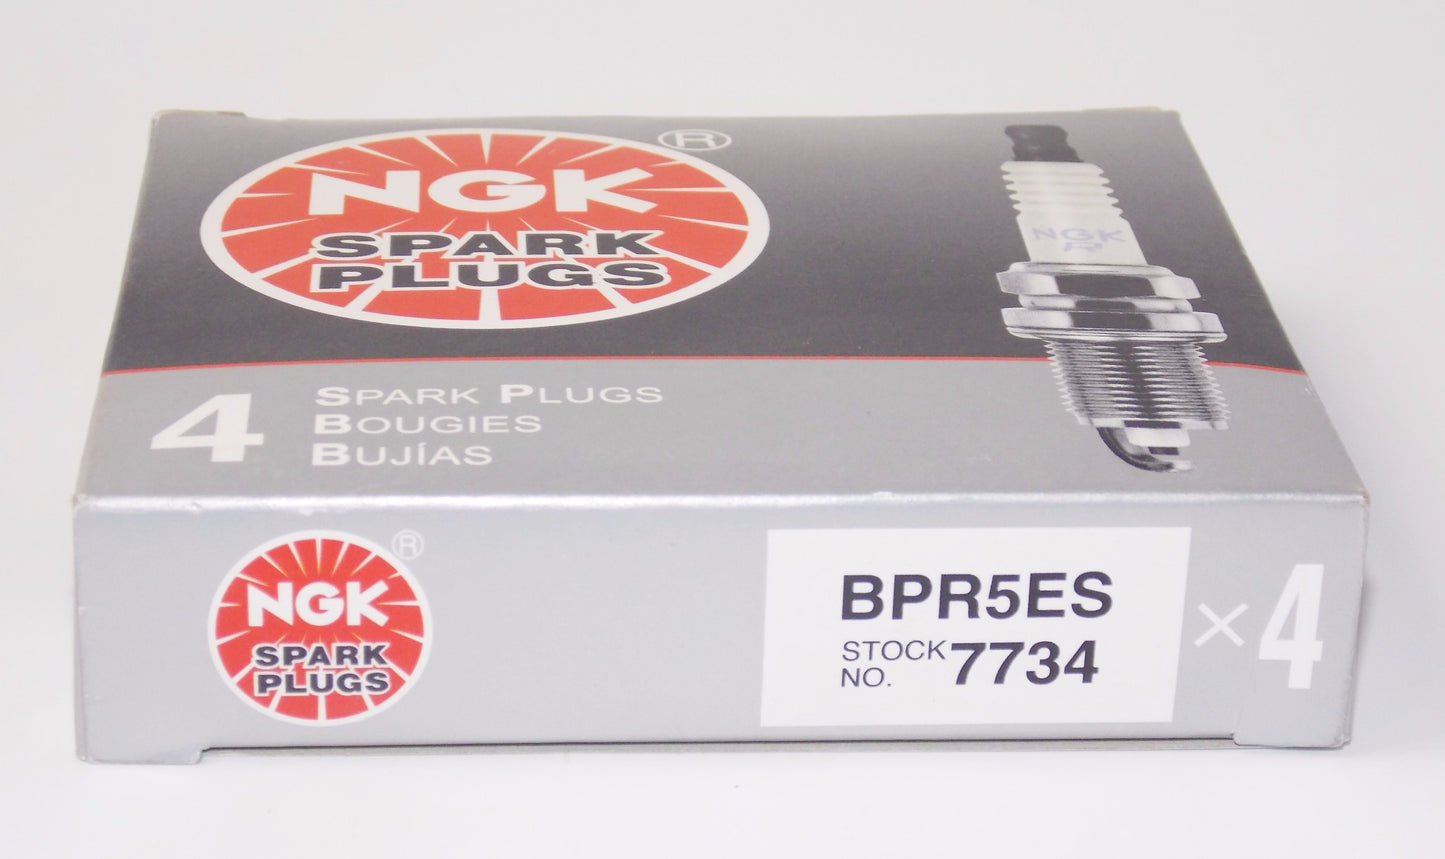 NGK ®
SPARK
PLUGS
NGK
R
4
SPARK PLUGS
BOUGIES
BUJÍAS
NGK ®
SPARK
PLUGS
BPR5ES
STOCK NO. 7734
×4